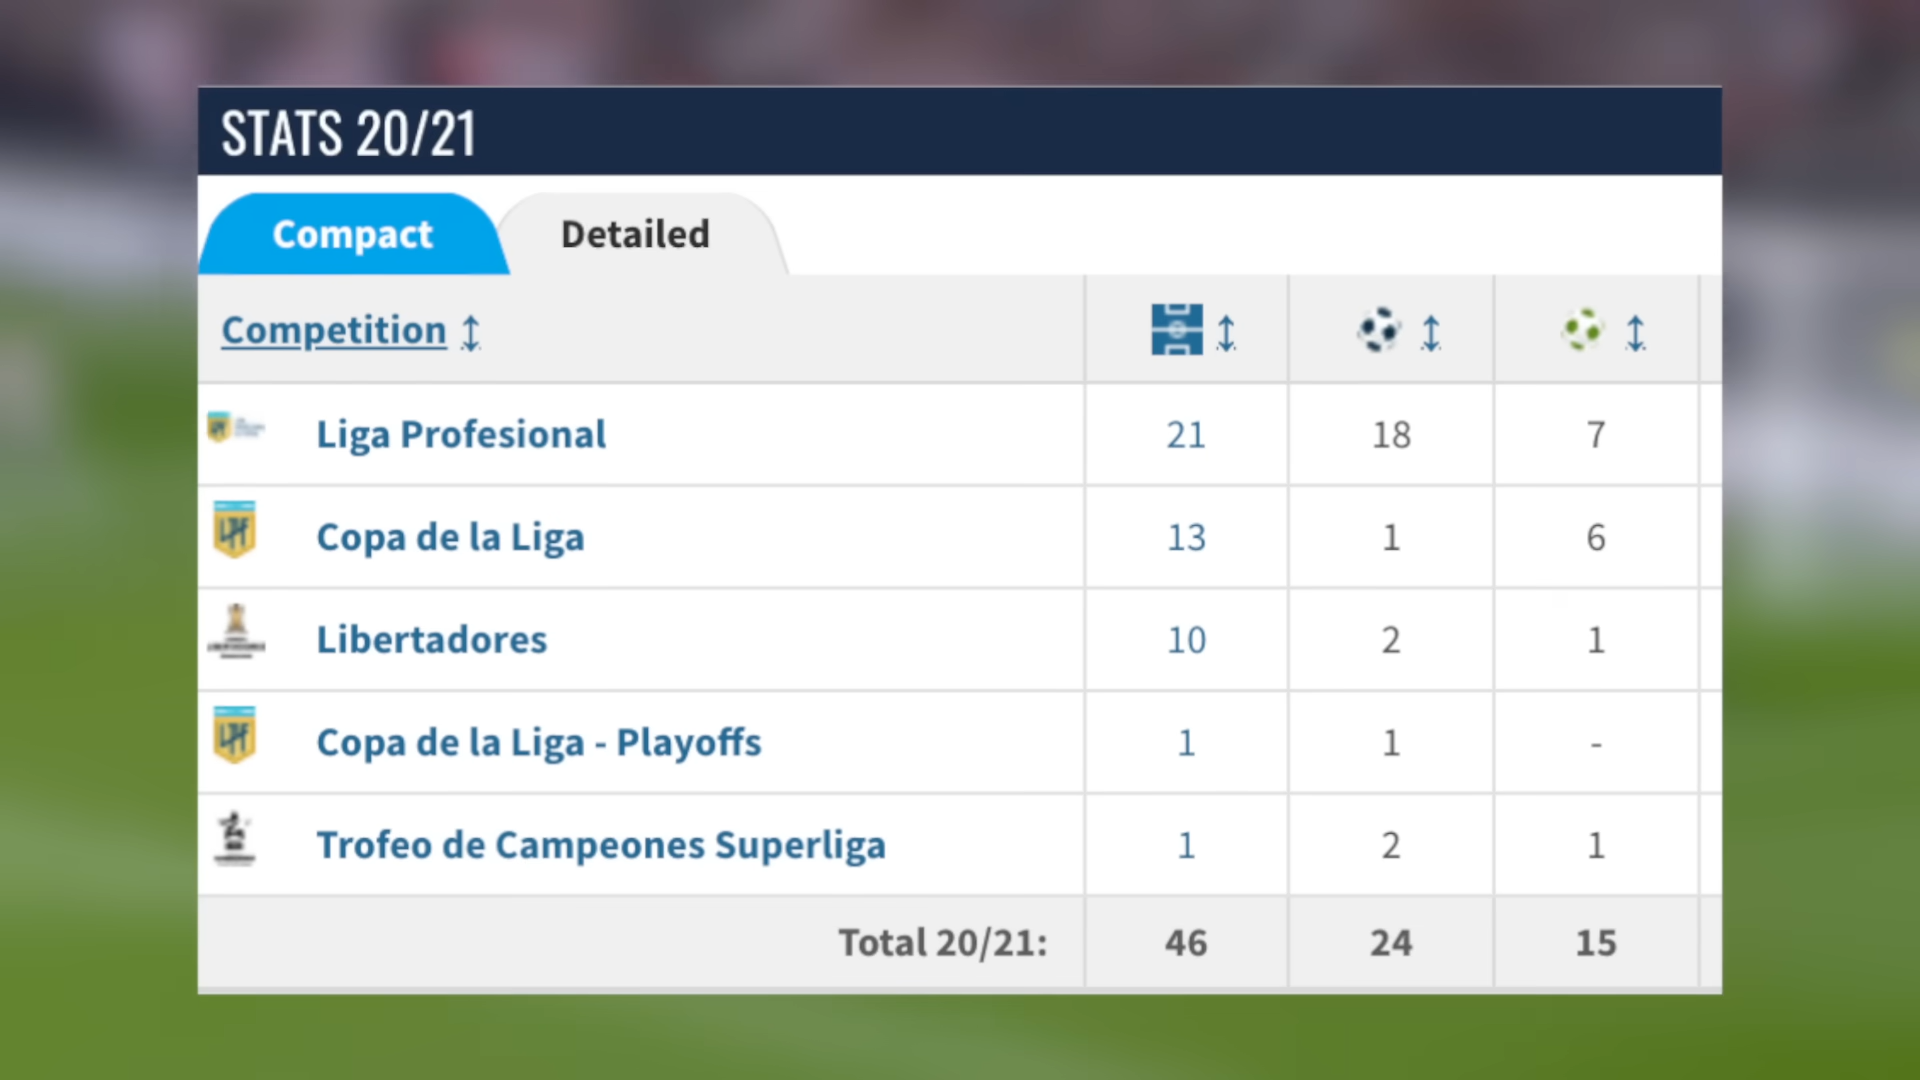 STATS 20/21
Compact Detailed
Competition
Liga Profesional 21 18 7
Copa de la Liga 13 1 6
Libertadores 10 2 1
Copa de la Liga - Playoffs 1 1 -
Trofeo de Campeones Superliga 1 2 1
Total 20/21: 46 24 15